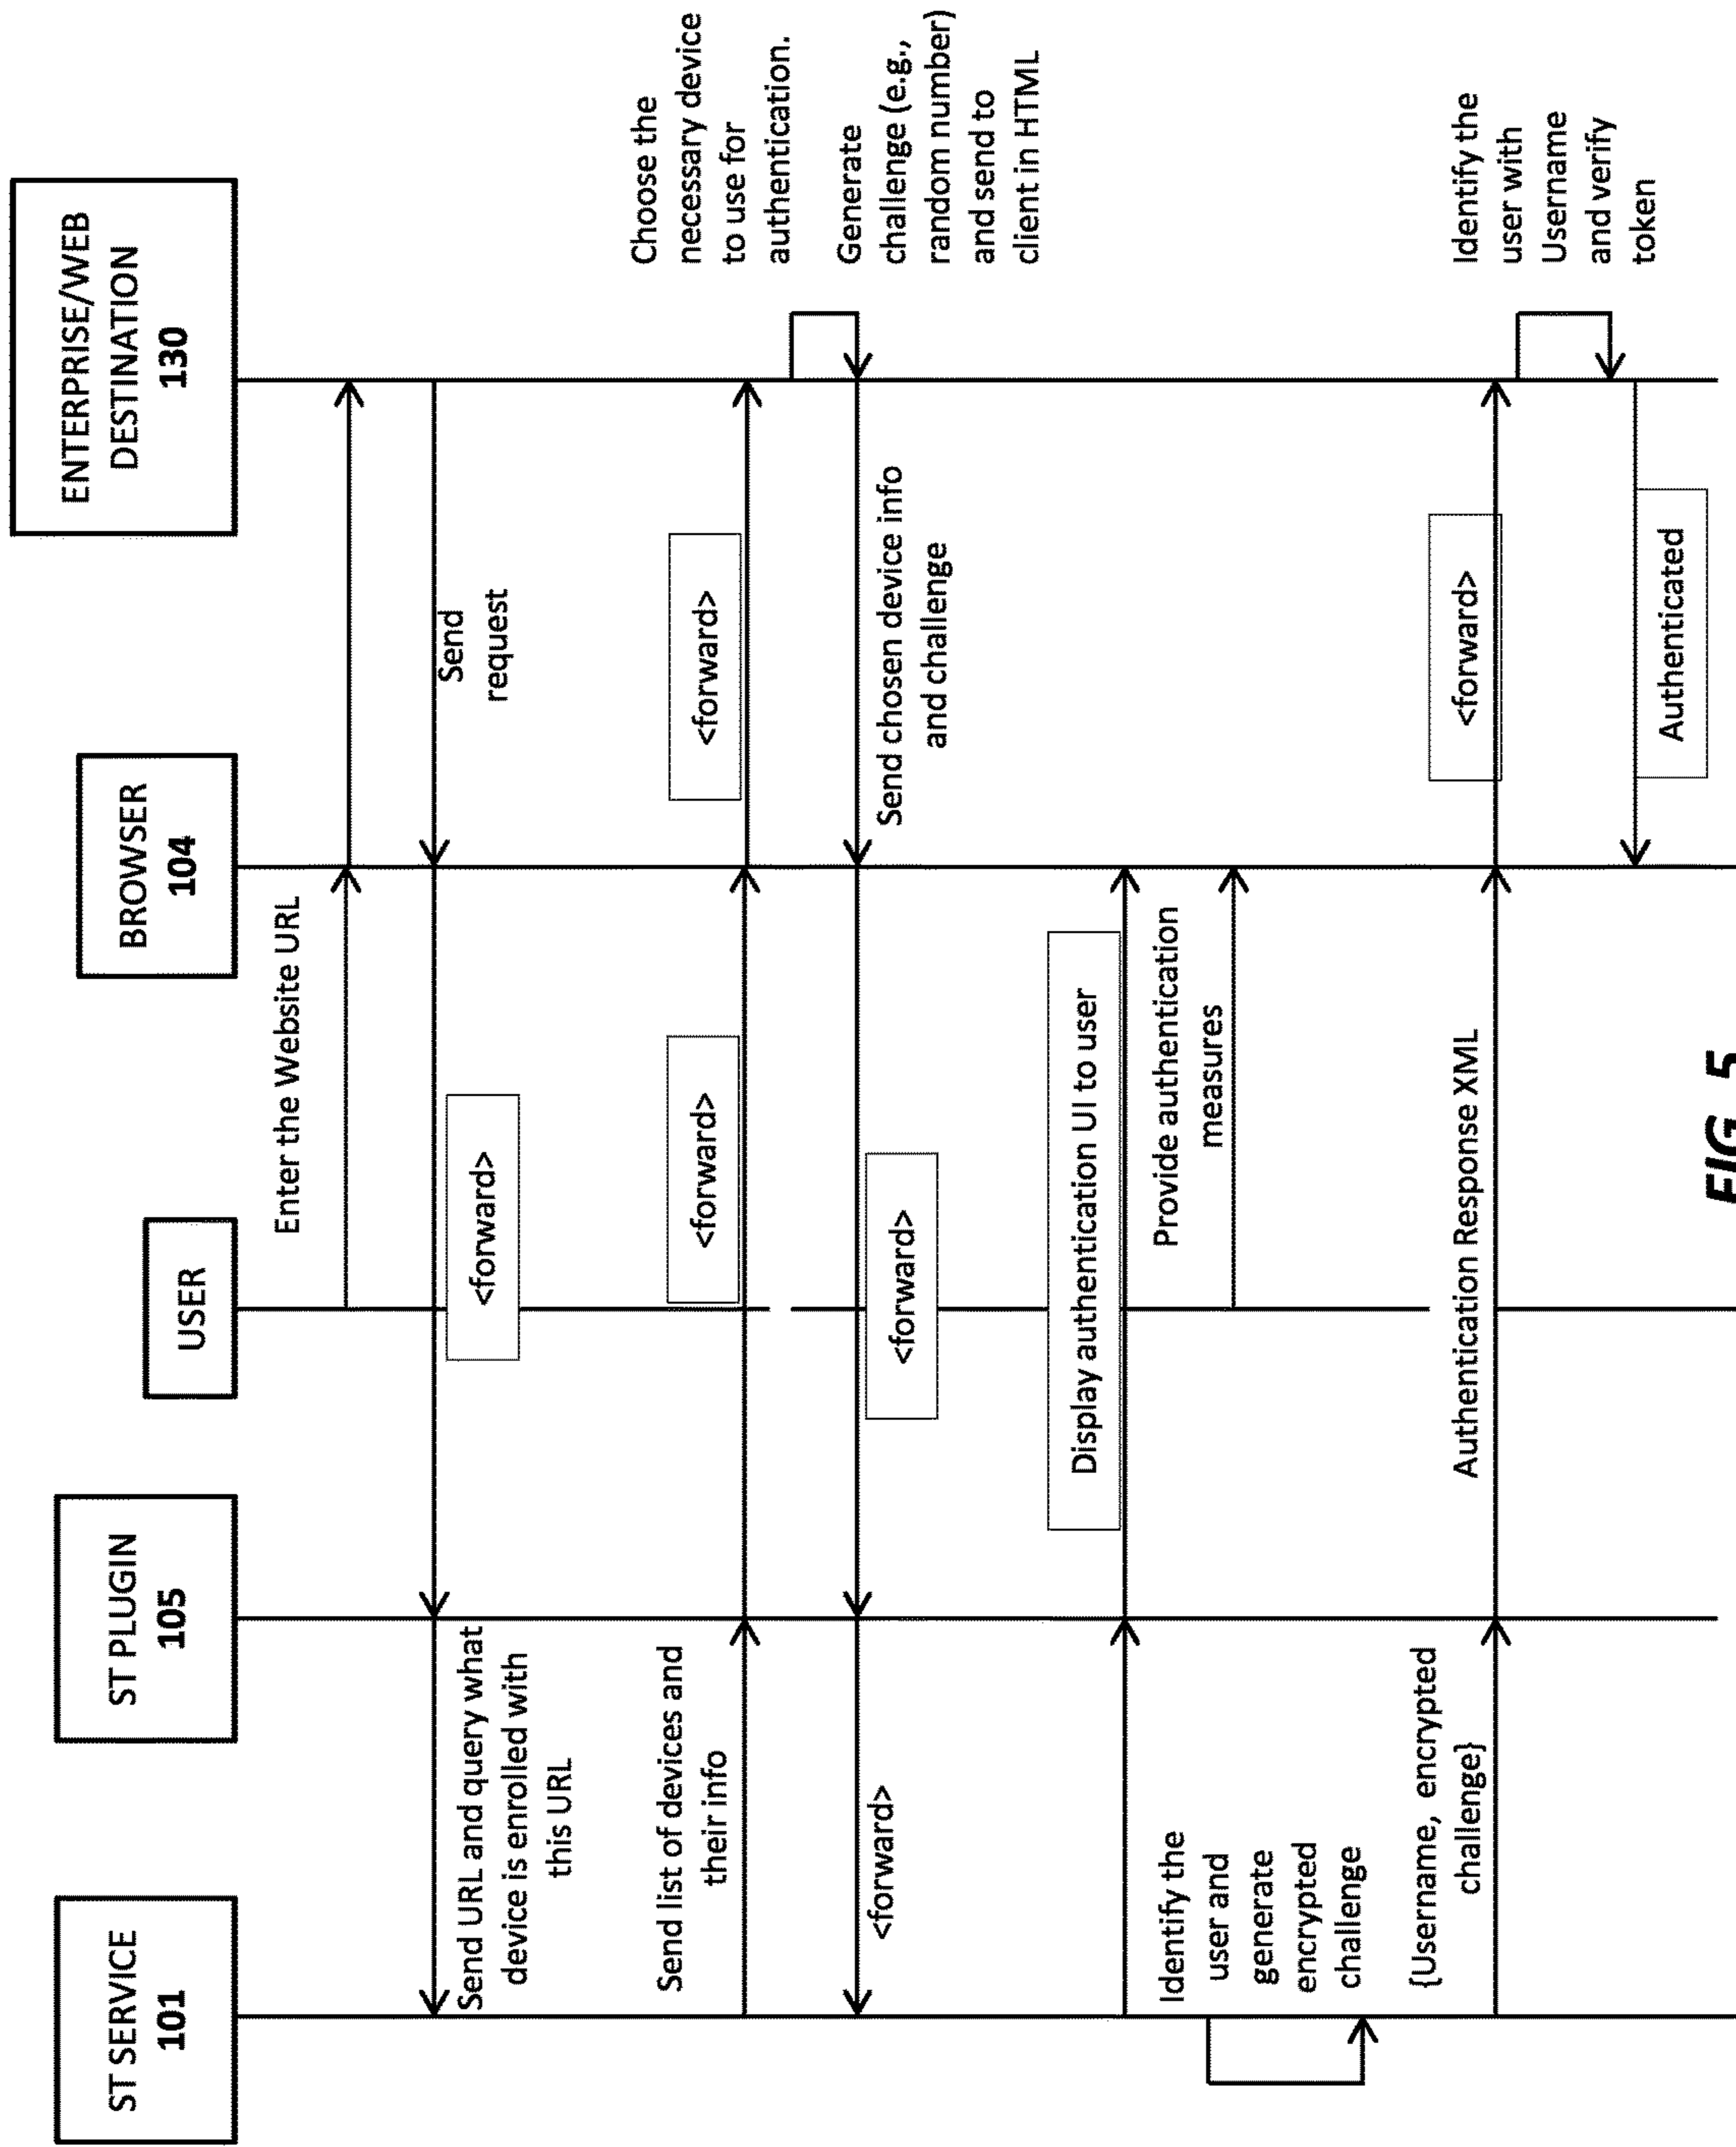 ST SERVICE
101
ST PLUGIN
105
USER
BROWSER
104
ENTERPRISE/WEB
DESTINATION
130
Enter the Website URL
Send
request
<forward>
Send URL and query what
device is enrolled with
this URL
Send list of devices and
their info
<forward>
<forward>
Choose the
necessary device
to use for
authentication.
Generate
challenge (e.g.,
random number)
and send to
client in HTML
Send chosen device info
and challenge
<forward>
<forward>
Display authentication UI to user
Provide authentication
measures
Identify the
user and
generate
encrypted
challenge
{Username, encrypted
challenge}
Authentication Response XML
<forward>
Identify the
user with
Username
and verify
token
Authenticated
FIG. 5